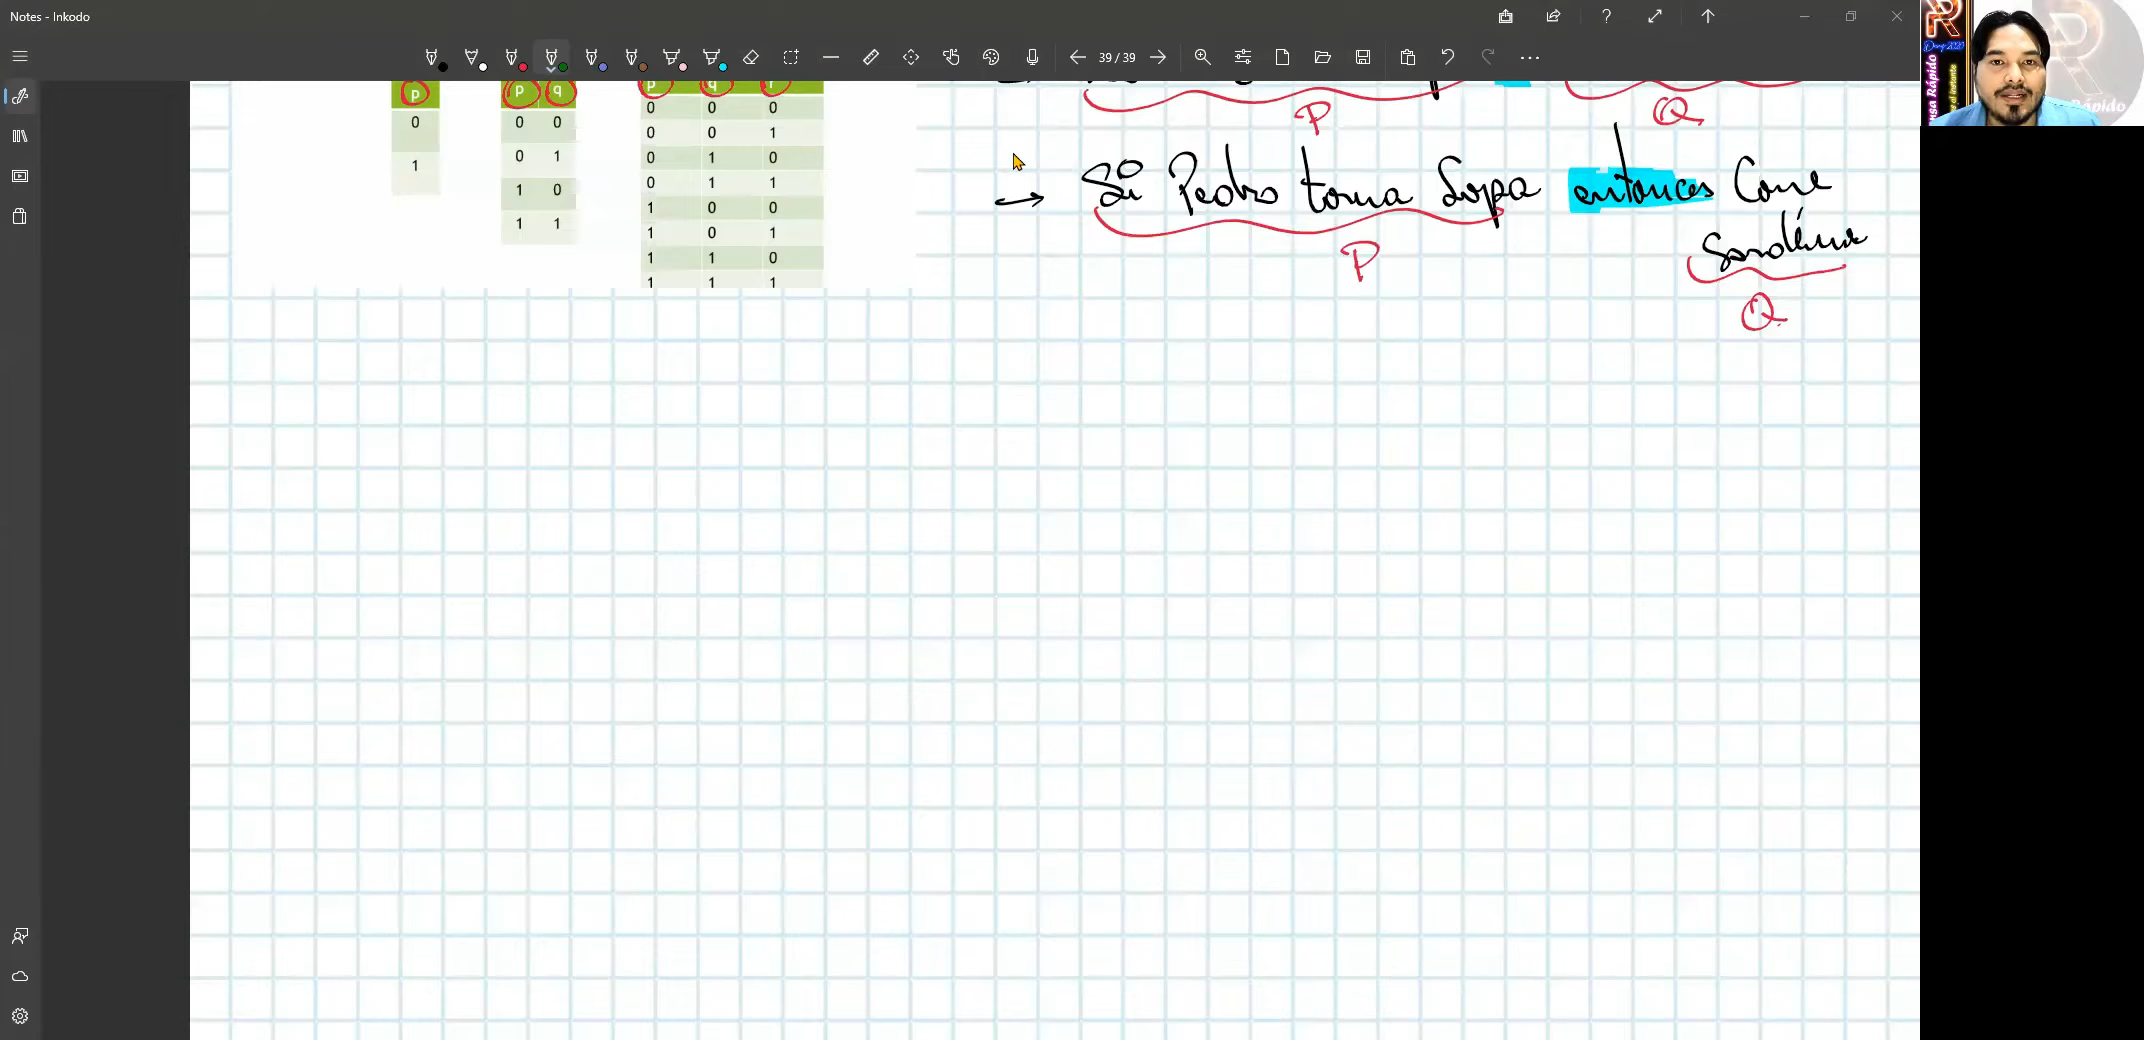 Notes - Inkodo
39 / 39
p
0
1
p q
0 0
0 1
1 0
1 1
p q r
0 0 0
0 0 1
0 1 0
0 1 1
1 0 0
1 0 1
1 1 0
1 1 1
P
Q
→ Si Pedro toma Sopa entonces Come
Sandía
P
Q